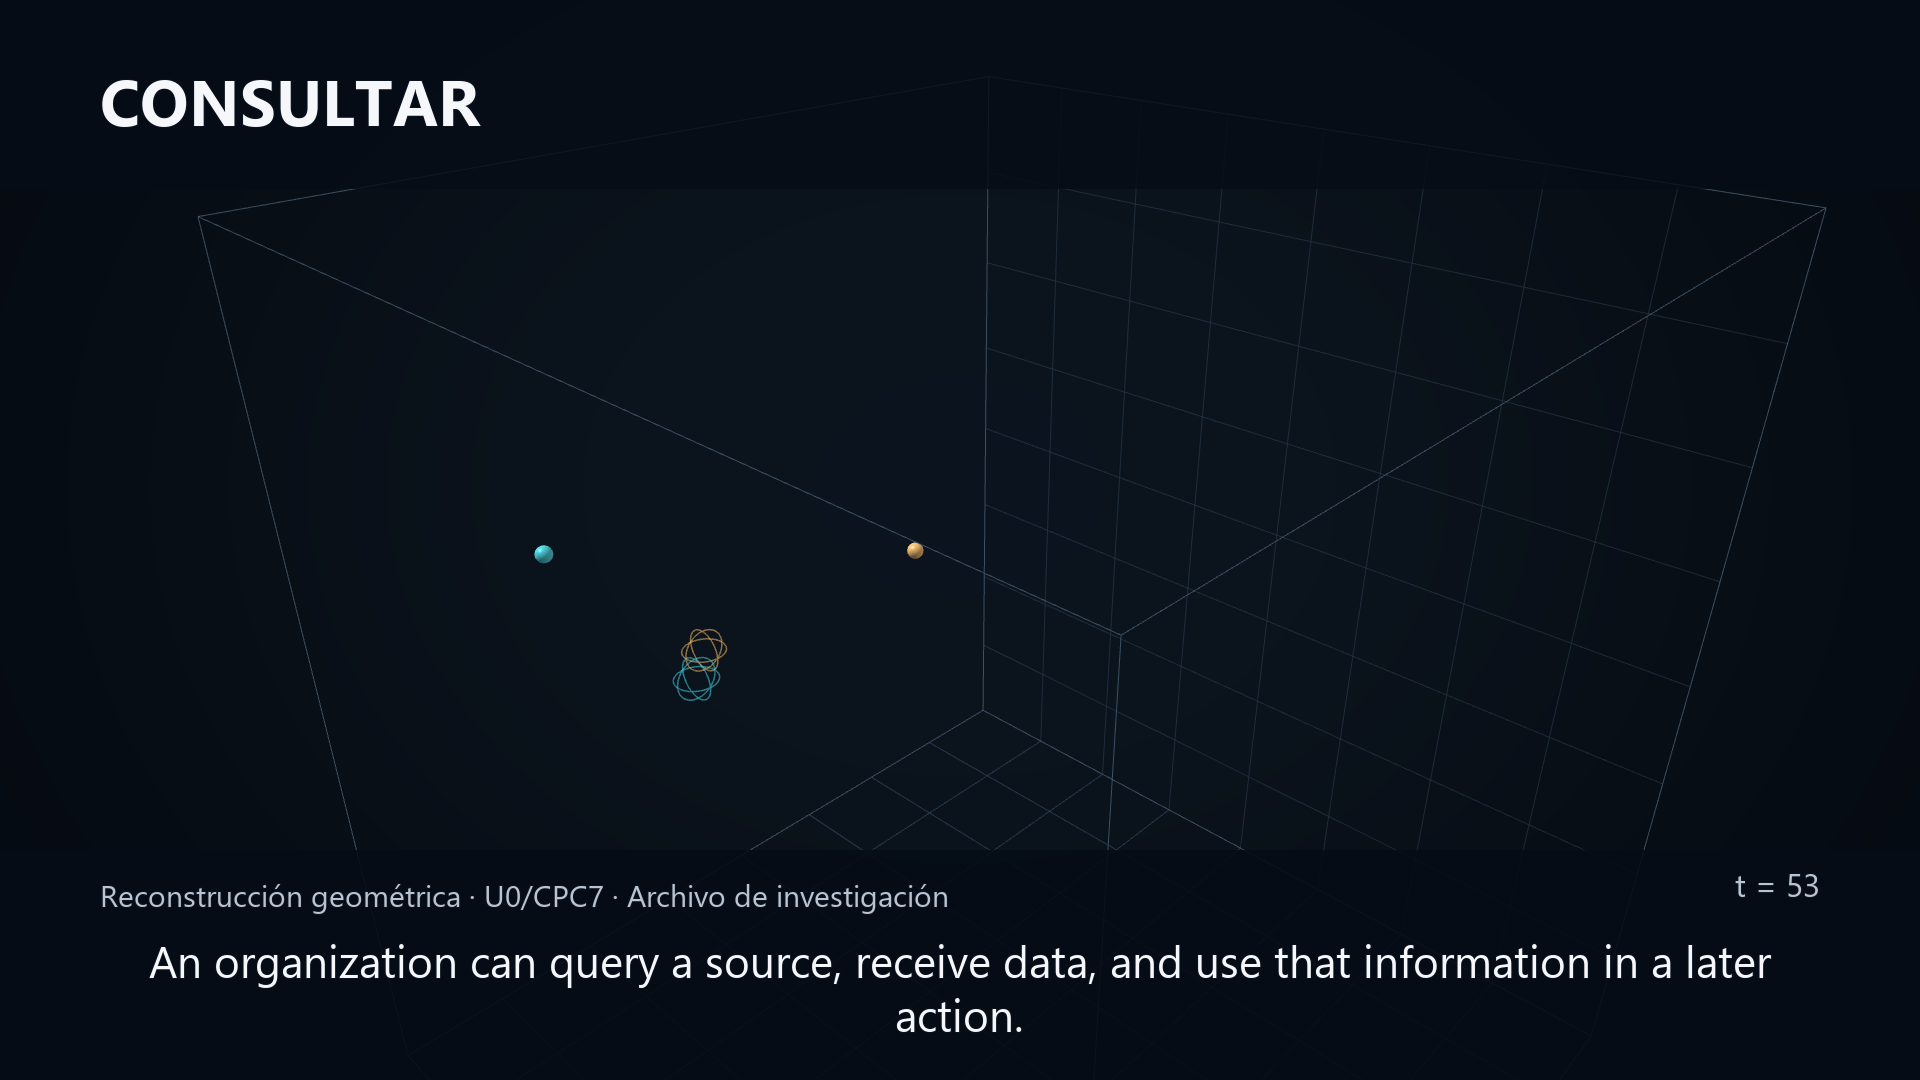 CONSULTAR
Reconstrucción geométrica · U0/CPC7 · Archivo de investigación
t = 53
An organization can query a source, receive data, and use that information in a later
action.